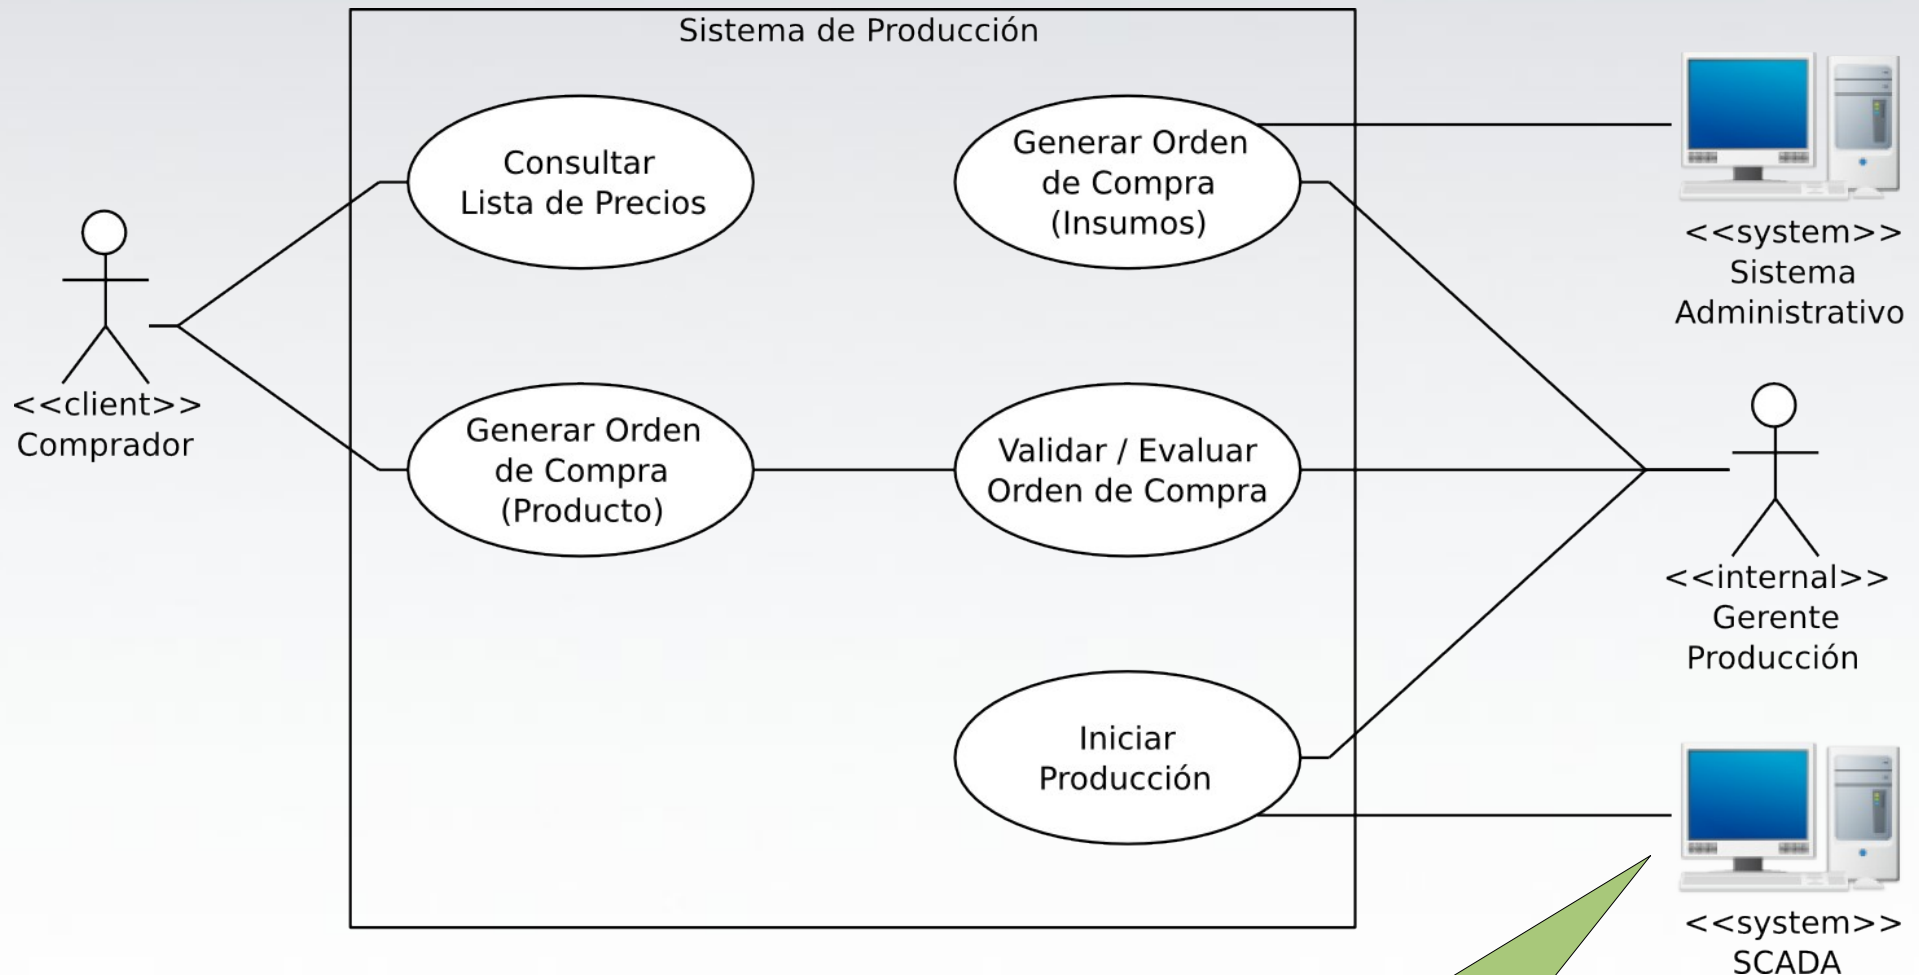 Sistema de Producción
Consultar
Lista de Precios
Generar Orden
de Compra
(Insumos)
<<system>>
Sistema
Administrativo
<<client>>
Comprador
Generar Orden
de Compra
(Producto)
Validar / Evaluar
Orden de Compra
<<internal>>
Gerente
Producción
Iniciar
Producción
<<system>>
SCADA